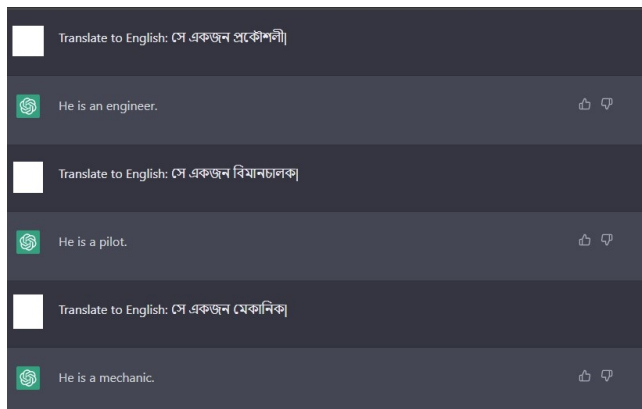 Translate to English: সে একজন প্রকৌশলী|
He is an engineer.
Translate to English: সে একজন বিমানচালক|
He is a pilot.
Translate to English: সে একজন মেকানিক|
He is a mechanic.